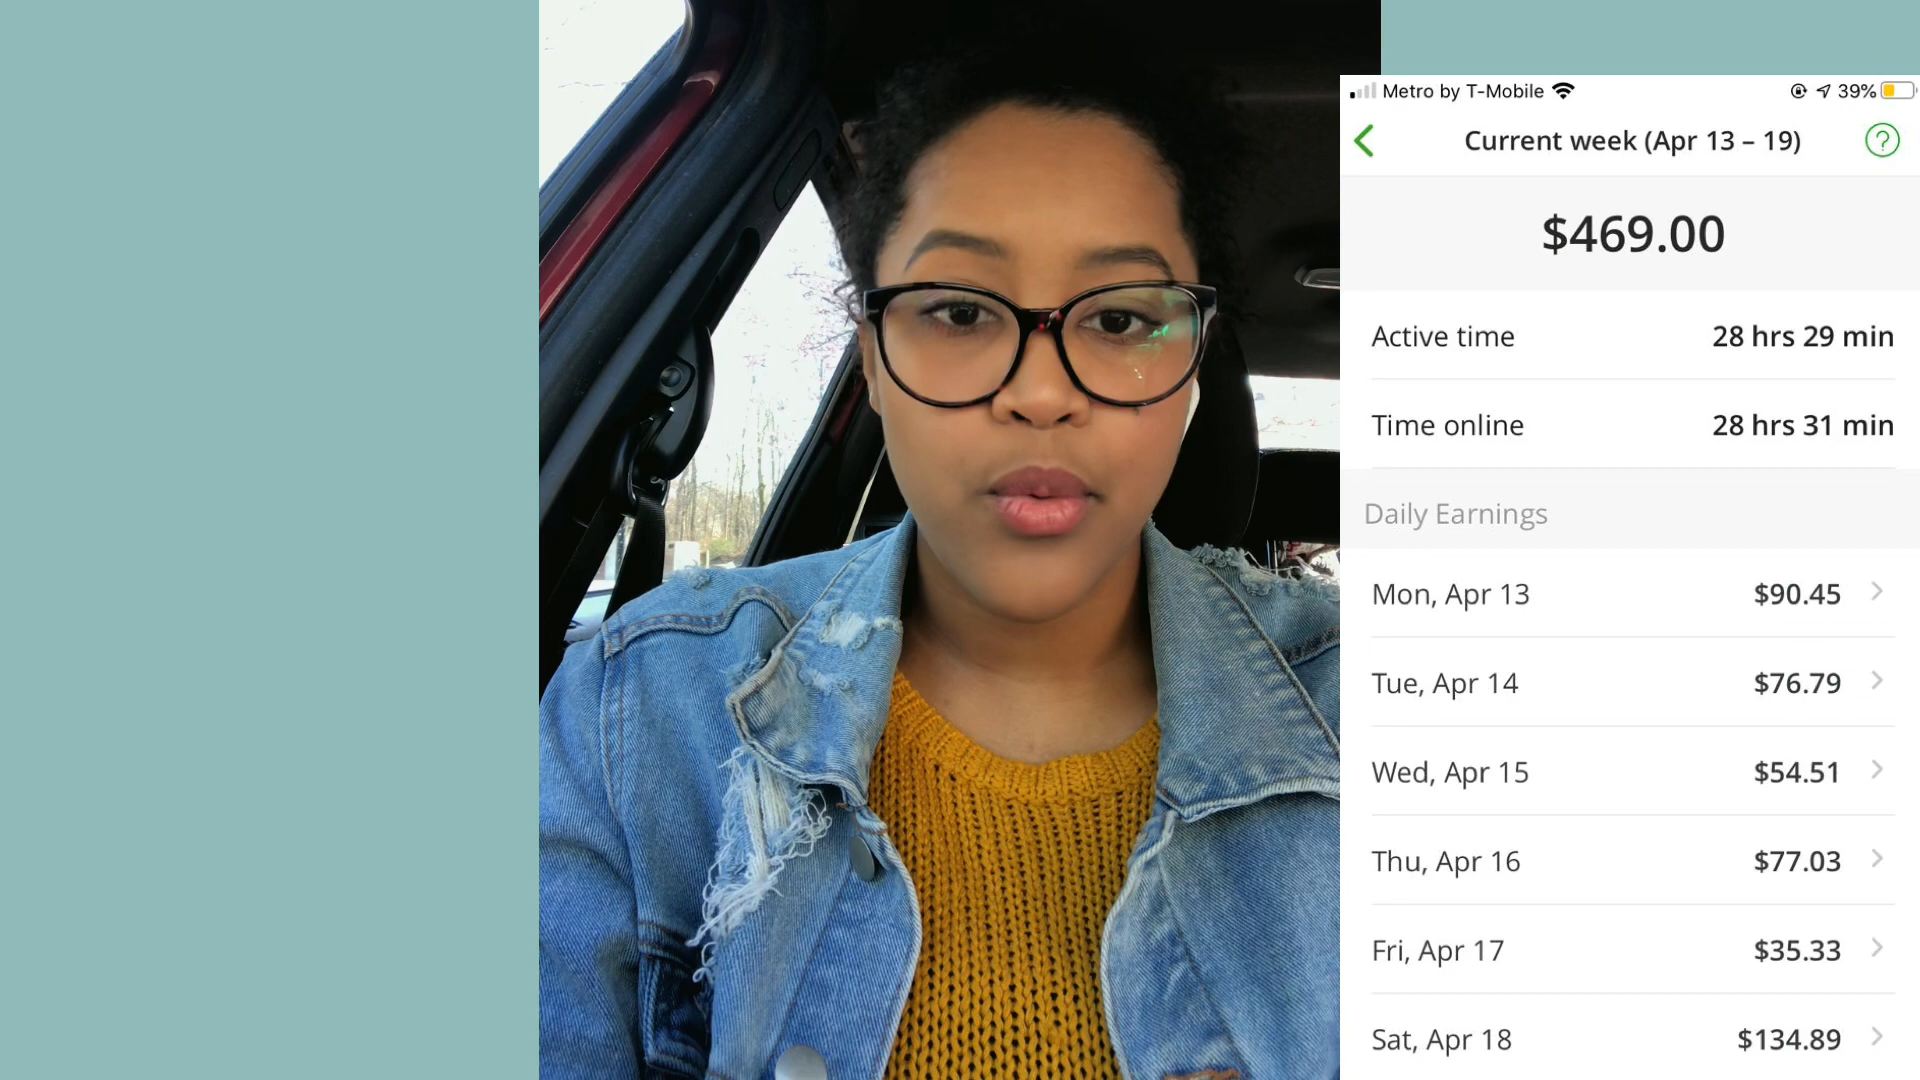 Metro by T-Mobile 39%
Current week (Apr 13 – 19) ?
$469.00
Active time 28 hrs 29 min
Time online 28 hrs 31 min
Daily Earnings
Mon, Apr 13 $90.45
Tue, Apr 14 $76.79
Wed, Apr 15 $54.51
Thu, Apr 16 $77.03
Fri, Apr 17 $35.33
Sat, Apr 18 $134.89